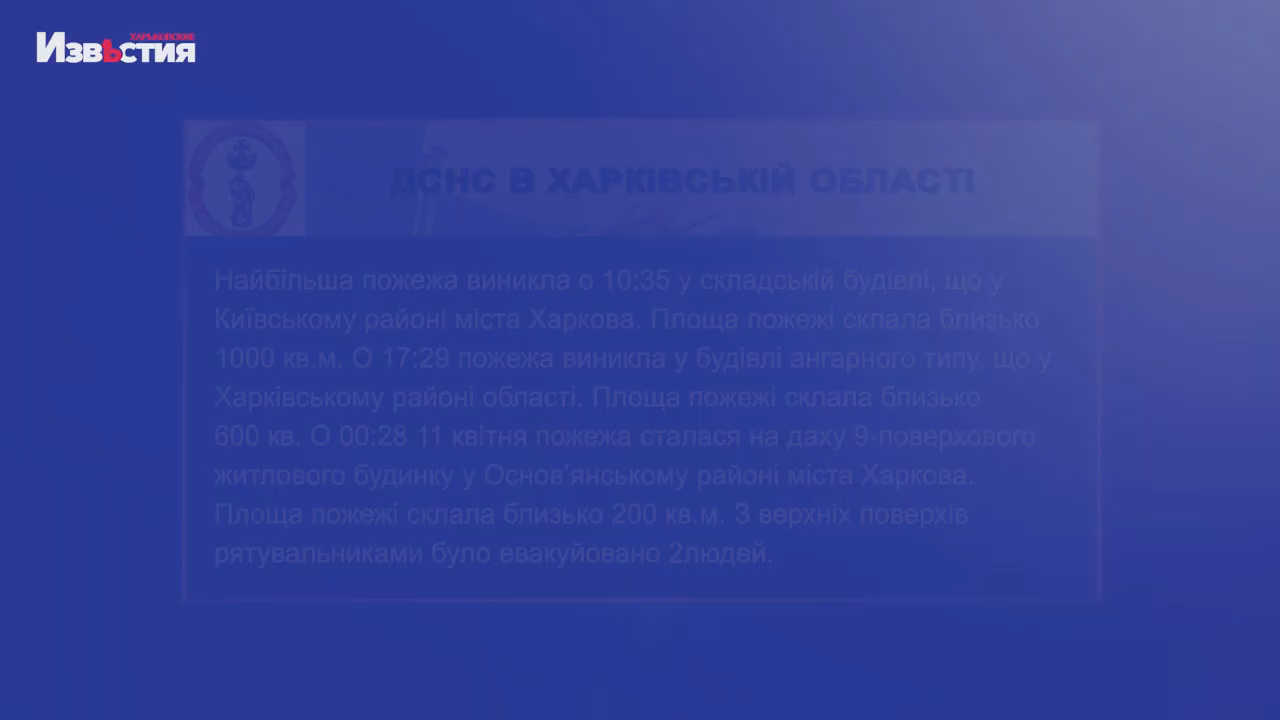 ХАРЬКОВСКИЕ
ИзвЬстия
ДСНС В ХАРКІВСЬКІЙ ОБЛАСТІ
Найбільша пожежа виникла о 10:35 у складській будівлі, що у
Київському районі міста Харкова. Площа пожежі склала близько
1000 кв.м. О 17:29 пожежа виникла у будівлі ангарного типу, що у
Харківському районі області. Площа пожежі склала близько
600 кв. О 00:28 11 квітня пожежа сталася на даху 9-поверхового
житлового будинку у Основ'янському районі міста Харкова.
Площа пожежі склала близько 200 кв.м. З верхніх поверхів
рятувальниками було евакуйовано 2людей.